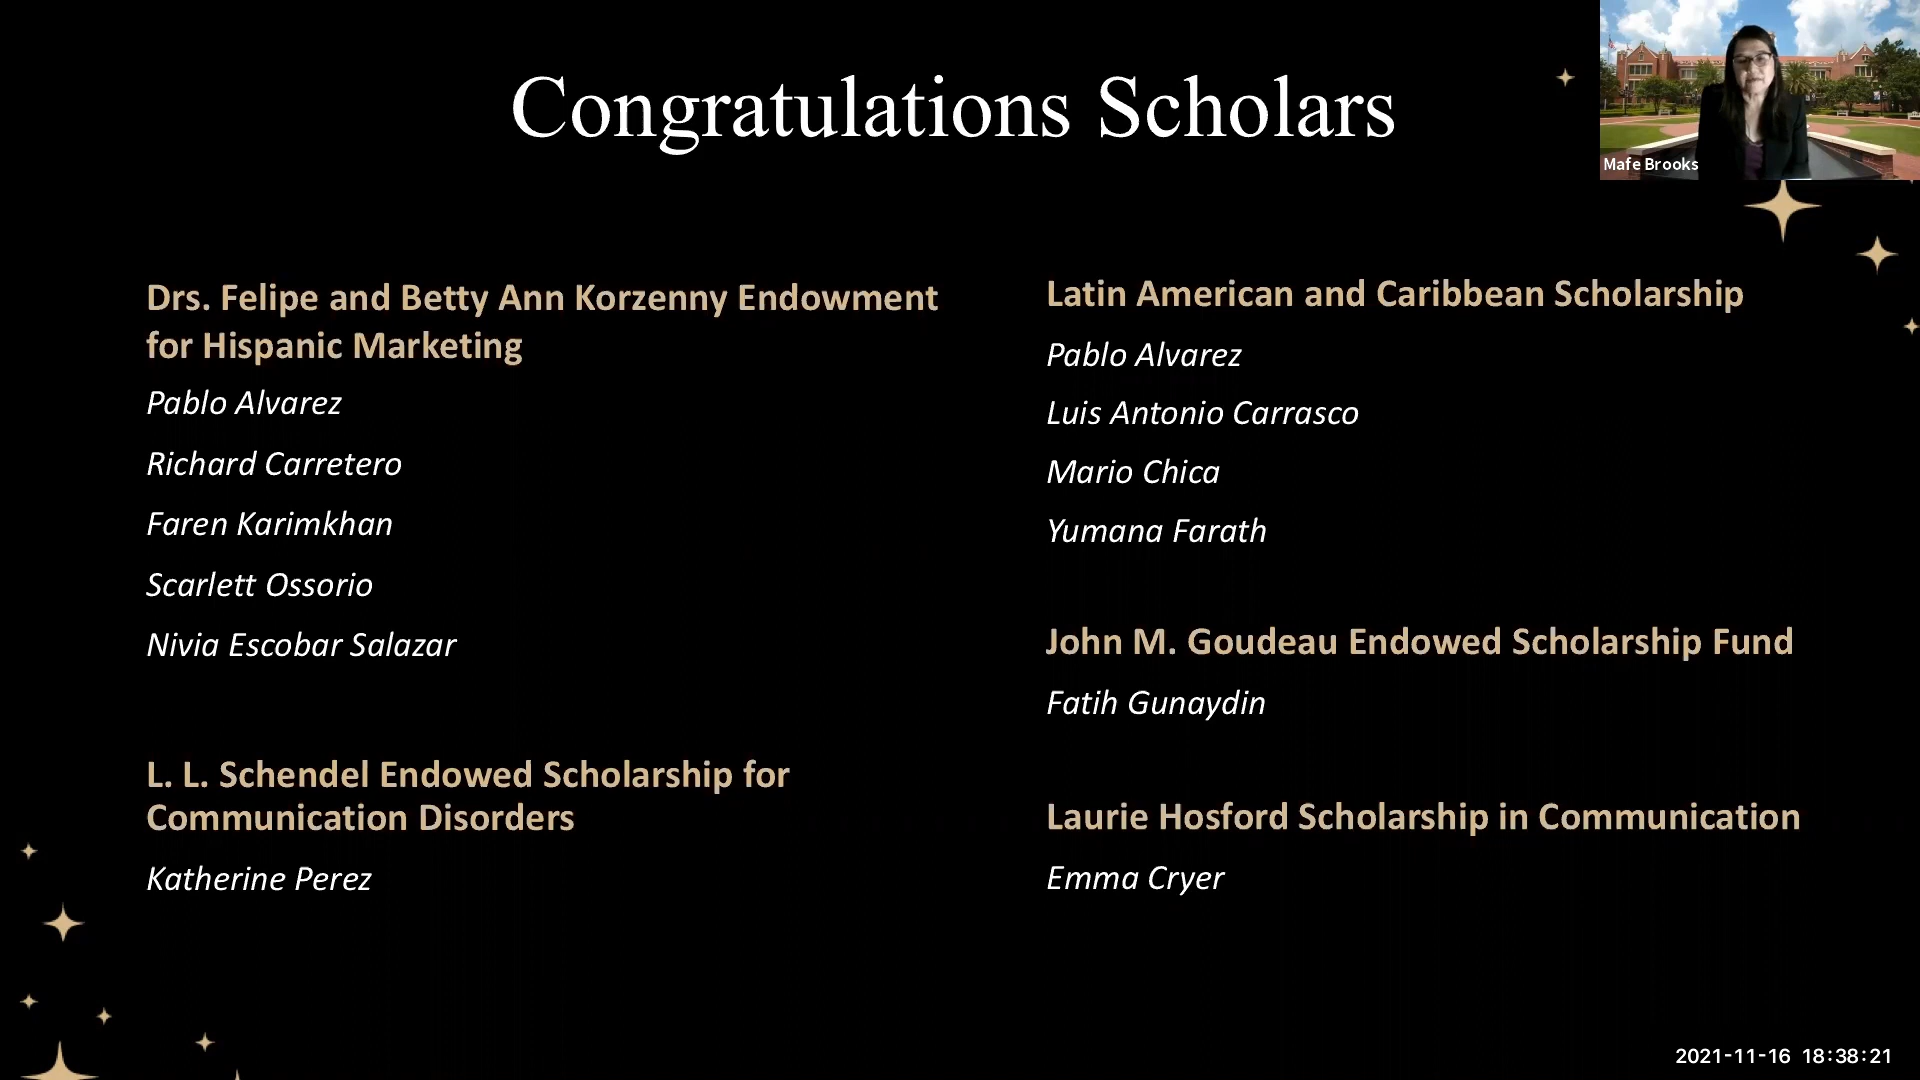 Congratulations Scholars
Mafe Brooks
Drs. Felipe and Betty Ann Korzenny Endowment
for Hispanic Marketing
Pablo Alvarez
Richard Carretero
Faren Karimkhan
Scarlett Ossorio
Nivia Escobar Salazar
L. L. Schendel Endowed Scholarship for
Communication Disorders
Katherine Perez
Latin American and Caribbean Scholarship
Pablo Alvarez
Luis Antonio Carrasco
Mario Chica
Yumana Farath
John M. Goudeau Endowed Scholarship Fund
Fatih Gunaydin
Laurie Hosford Scholarship in Communication
Emma Cryer
2021-11-16 18:38:21